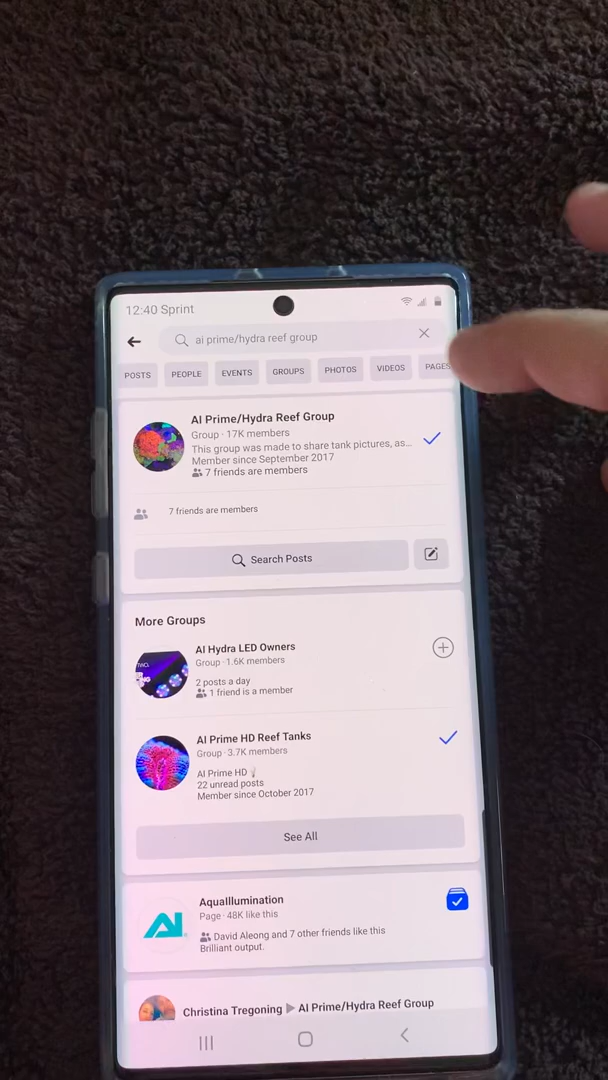 12:40 Sprint
ai prime/hydra reef group
POSTS
PEOPLE
EVENTS
GROUPS
PHOTOS
VIDEOS
PAGES
AI Prime/Hydra Reef Group
Group · 17K members
This group was made to share tank pictures, as...
Member since September 2017
7 friends are members
7 friends are members
Search Posts
More Groups
AI Hydra LED Owners
Group · 1.6K members
2 posts a day
1 friend is a member
AI Prime HD Reef Tanks
Group · 3.7K members
AI Prime HD
22 unread posts
Member since October 2017
See All
AquaIllumination
Page · 48K like this
David Aleong and 7 other friends like this
Brilliant output.
AI
Christina Tregoning ▶ AI Prime/Hydra Reef Group